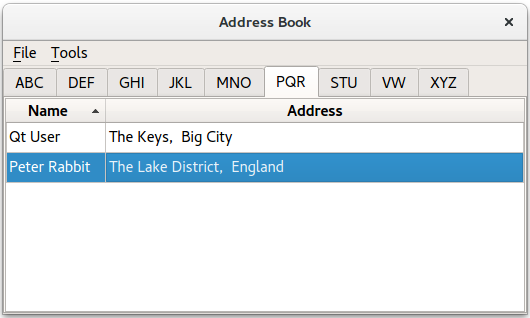 Address Book
File Tools
ABC DEF GHI JKL MNO PQR STU VW XYZ
Name Address
Qt User The Keys,  Big City
Peter Rabbit The Lake District,  England